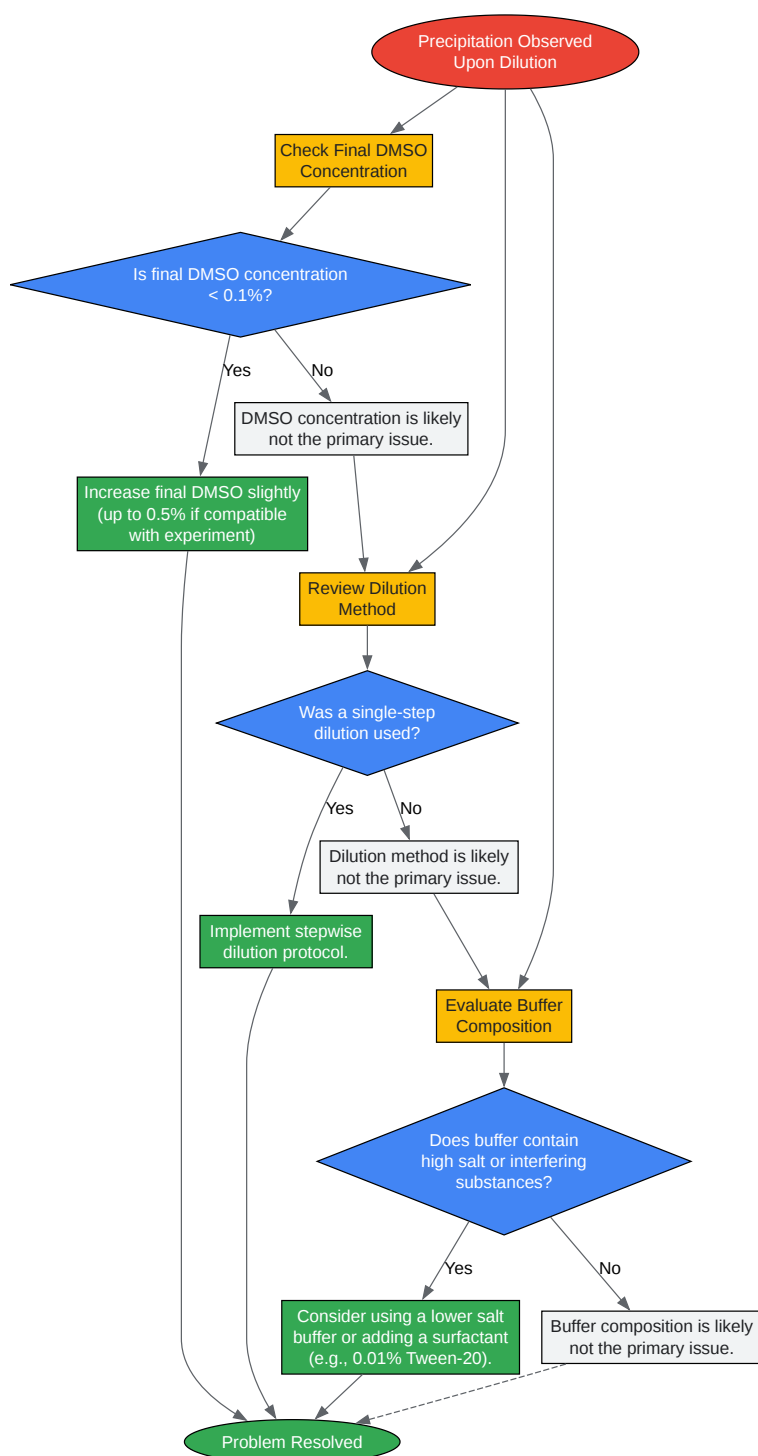 Precipitation Observed
Upon Dilution
Check Final DMSO
Concentration
Is final DMSO concentration
< 0.1%?
Yes
No
DMSO concentration is likely
not the primary issue.
Increase final DMSO slightly
(up to 0.5% if compatible
with experiment)
Review Dilution
Method
Was a single-step
dilution used?
Yes
No
Dilution method is likely
not the primary issue.
Implement stepwise
dilution protocol.
Evaluate Buffer
Composition
Does buffer contain
high salt or interfering
substances?
Yes
No
Consider using a lower salt
buffer or adding a surfactant
(e.g., 0.01% Tween-20).
Buffer composition is likely
not the primary issue.
Problem Resolved